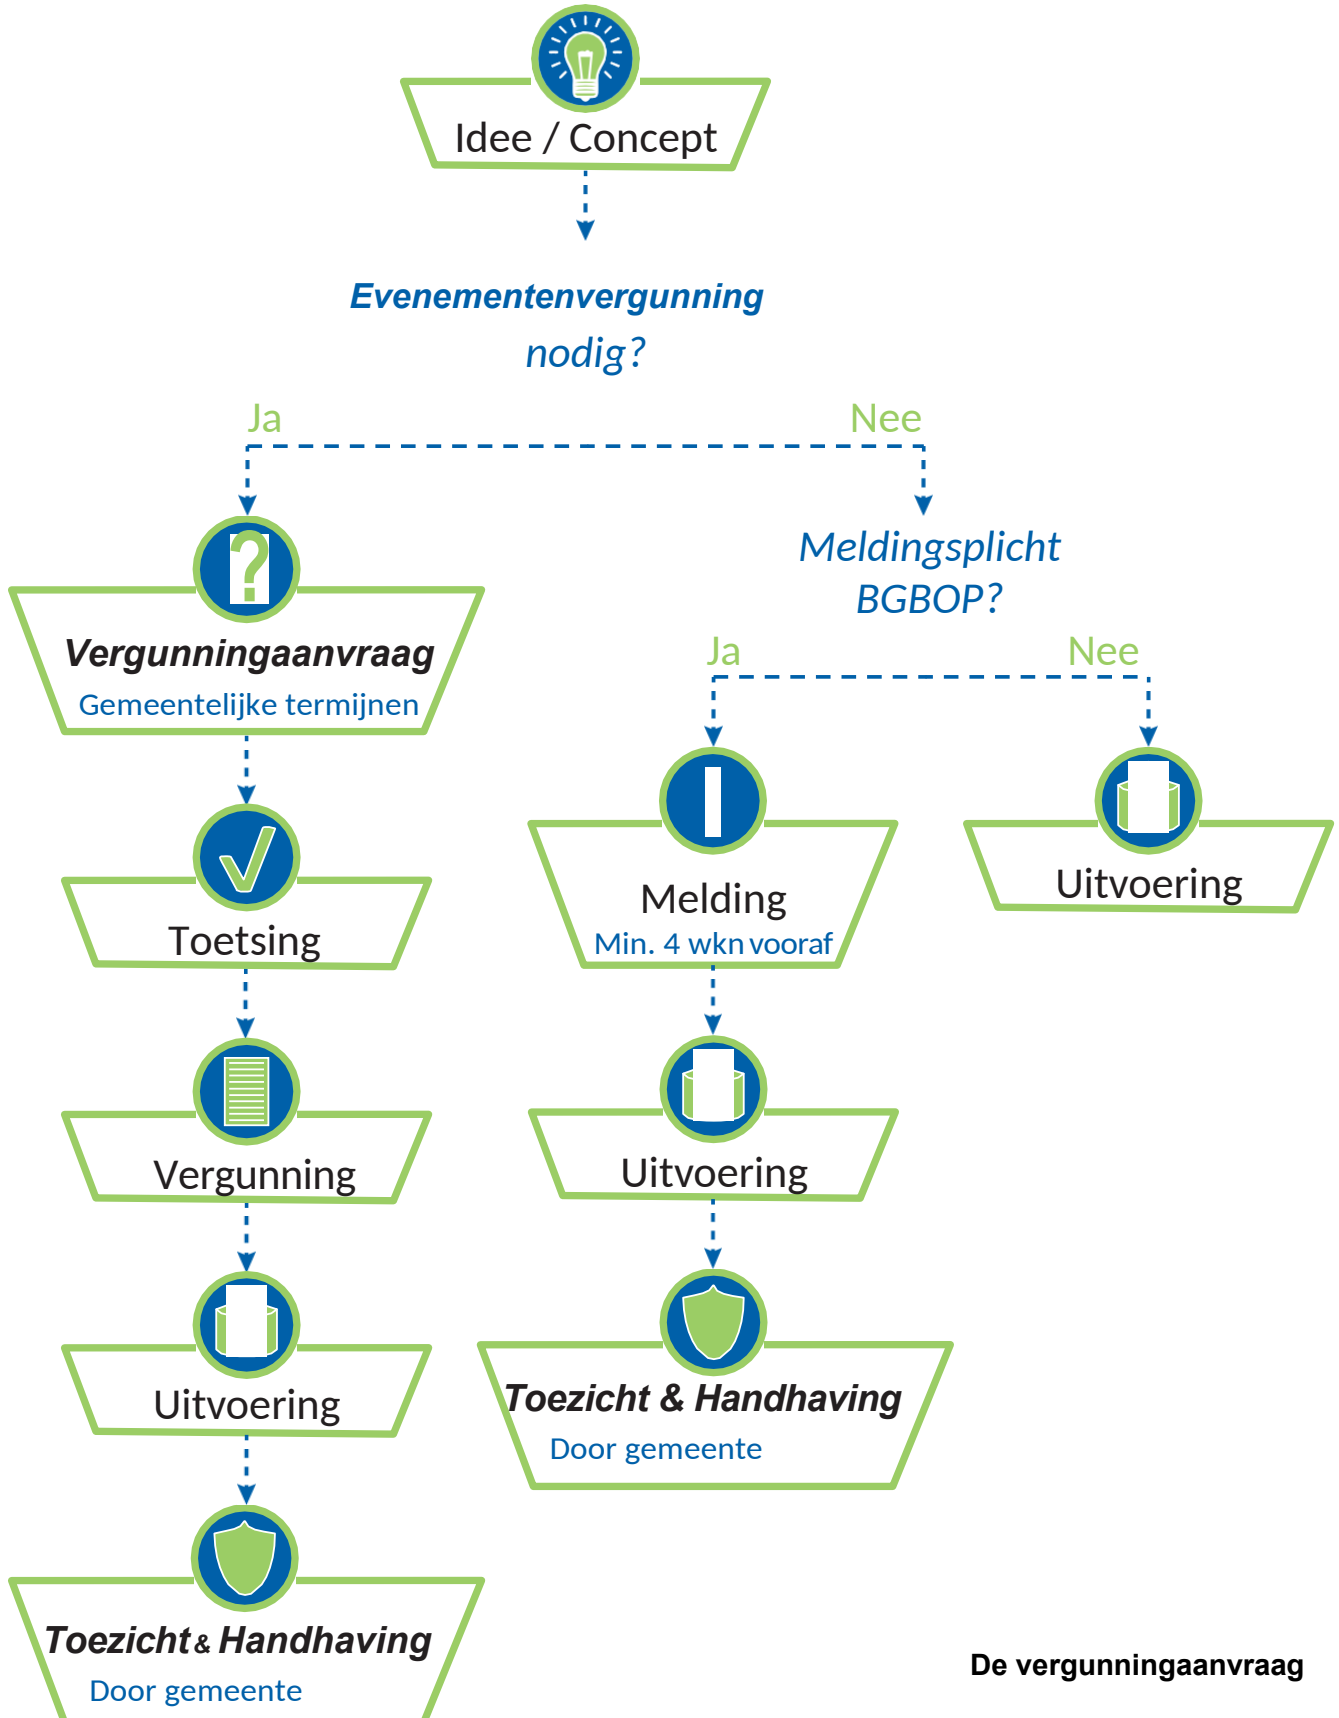 Idee / Concept
Evenementenvergunning
nodig?
Ja
Nee
Meldingsplicht
BGBOP?
Vergunningaanvraag
Gemeentelijke termijnen
Ja
Nee
Toetsing
Melding
Min. 4 wkn vooraf
Uitvoering
Vergunning
Uitvoering
Uitvoering
Toezicht & Handhaving
Door gemeente
Toezicht & Handhaving
Door gemeente
De vergunningaanvraag